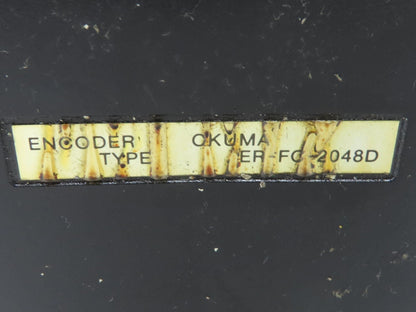 ENCODER OKUMA
TYPE ER-FC-2048D